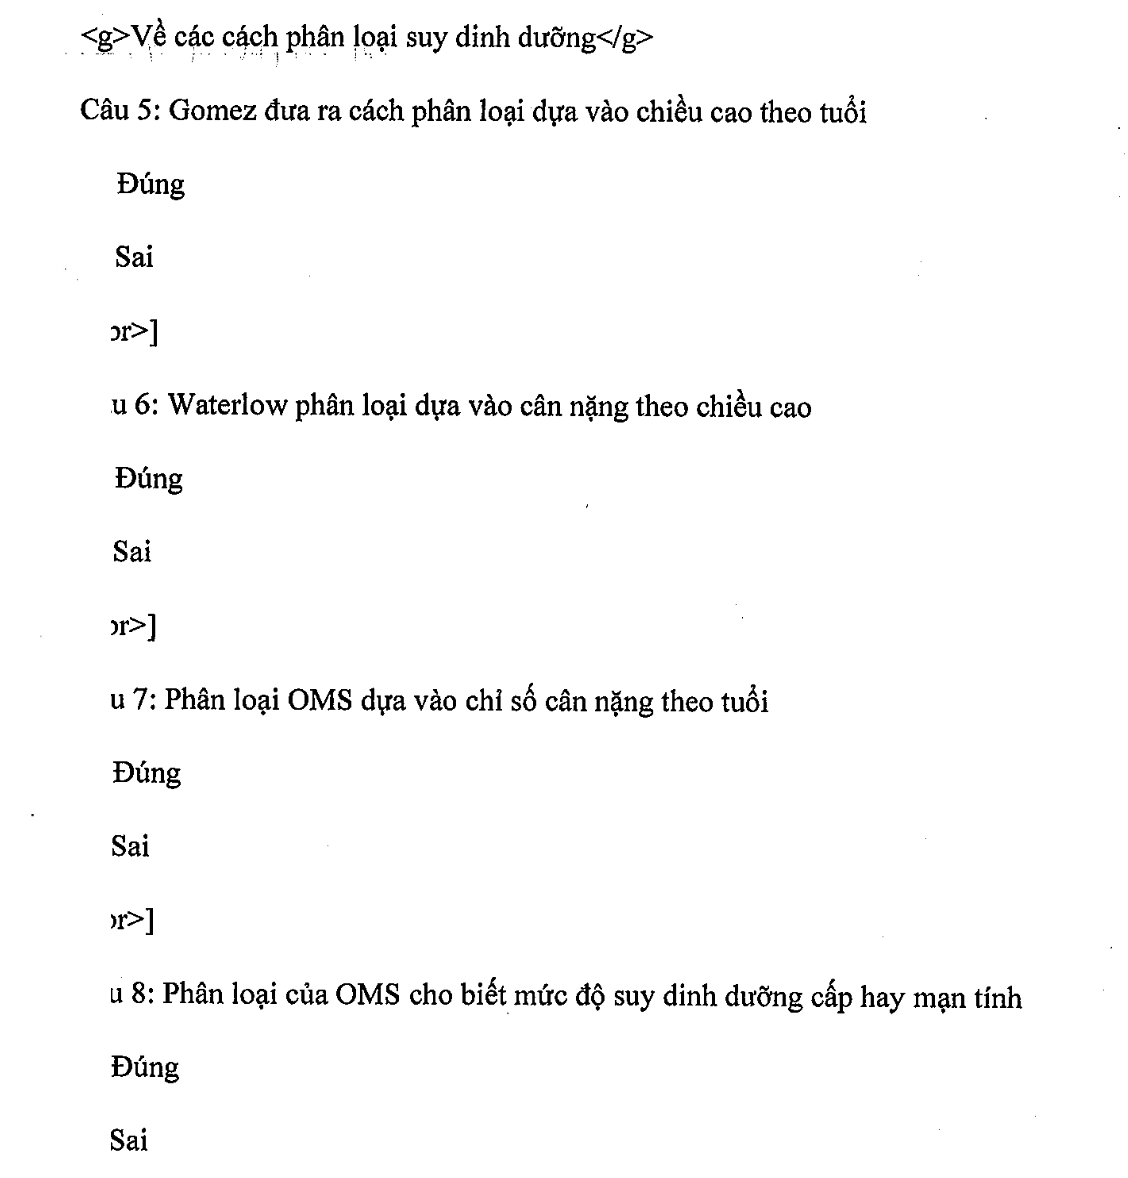 <g>Về các cách phân loại suy dinh dưỡng</g>
Câu 5: Gomez đưa ra cách phân loại dựa vào chiều cao theo tuổi
Đúng
Sai
or>]
u 6: Waterlow phân loại dựa vào cân nặng theo chiều cao
Đúng
Sai
or>]
u 7: Phân loại OMS dựa vào chỉ số cân nặng theo tuổi
Đúng
Sai
r>]
u 8: Phân loại của OMS cho biết mức độ suy dinh dưỡng cấp hay mạn tính
Đúng
Sai